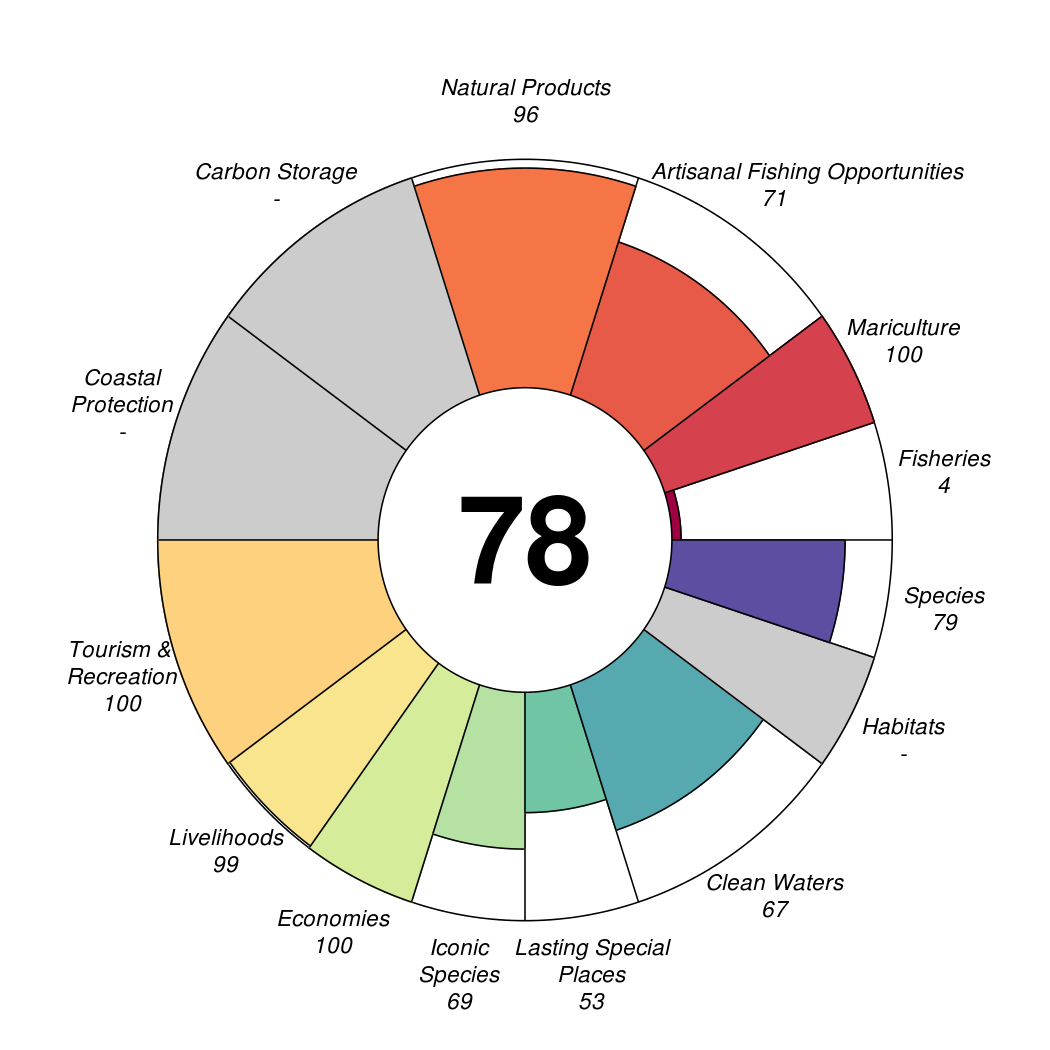 Natural Products
96
Carbon Storage
-
Artisanal Fishing Opportunities
71
Mariculture
100
Coastal
Protection
-
Fisheries
4
78
Species
79
Tourism &
Recreation
100
Habitats
-
Livelihoods
99
Clean Waters
67
Economies
100
Iconic
Species
69
Lasting Special
Places
53